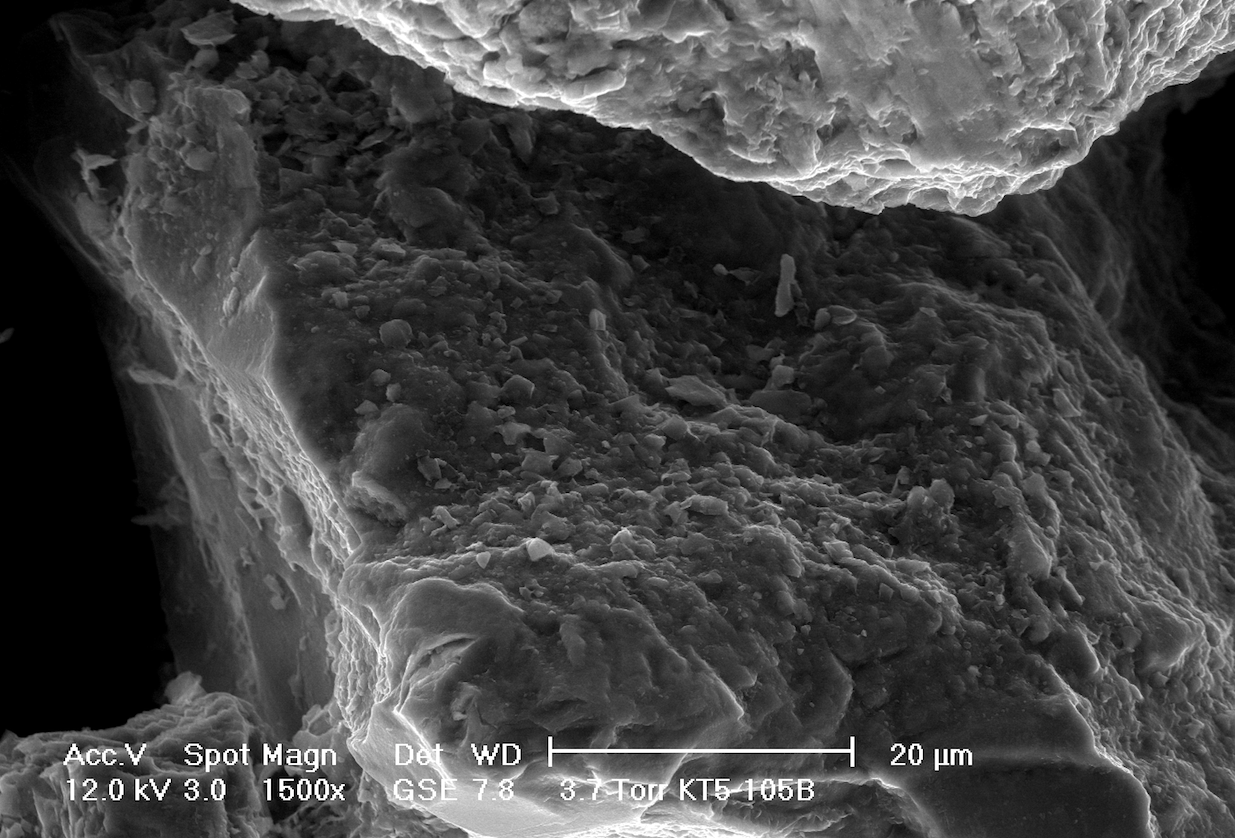 Acc.V Spot Magn Det WD 20 µm
12.0 kV 3.0 1500x GSE 7.8 3.7 Torr KT5-105B